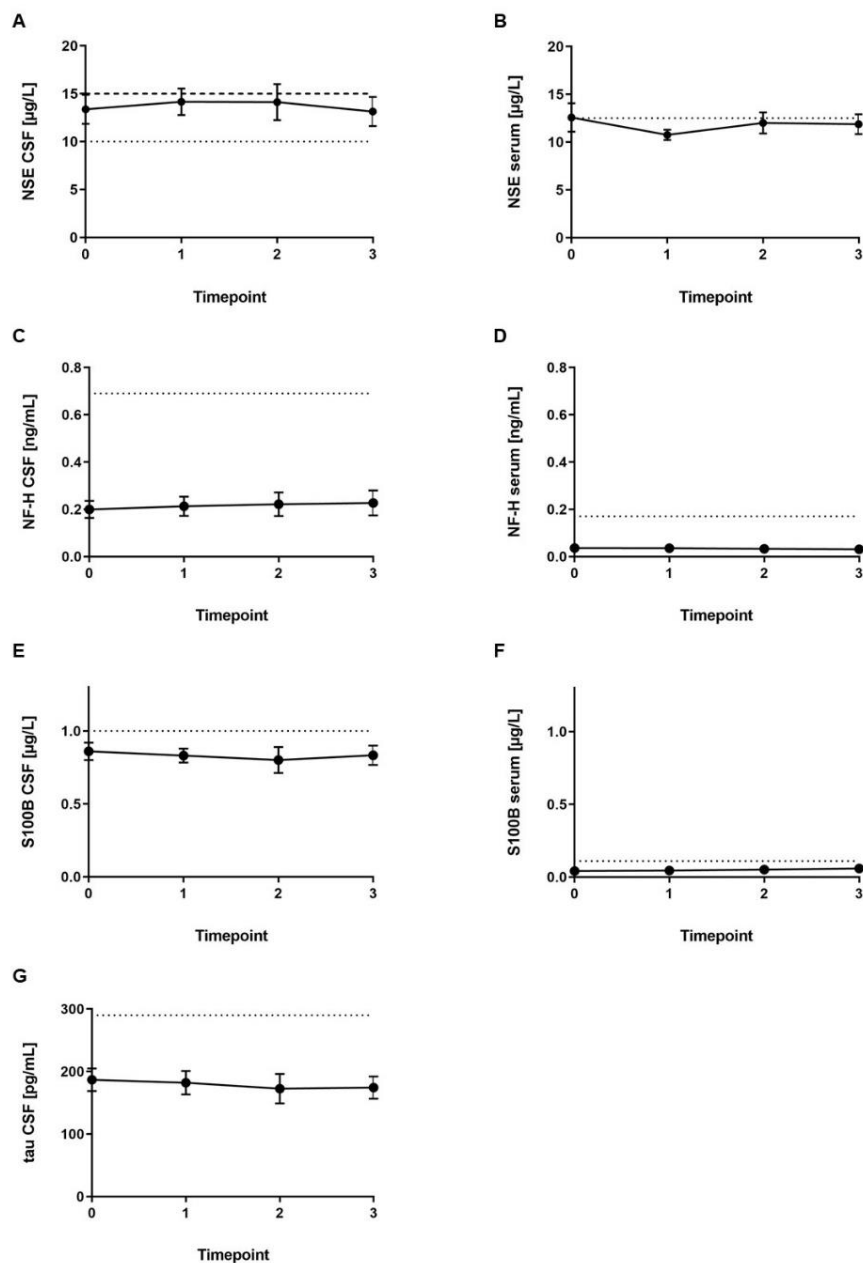 A
NSE CSF [µg/L]
20
15
10
5
0
0 1 2 3
Timepoint
B
NSE serum [µg/L]
20
15
10
5
0
0 1 2 3
Timepoint
C
NF-H CSF [ng/mL]
0.8
0.6
0.4
0.2
0.0
0 1 2 3
Timepoint
D
NF-H serum [ng/mL]
0.8
0.6
0.4
0.2
0.0
0 1 2 3
Timepoint
E
S100B CSF [µg/L]
1.0
0.5
0.0
0 1 2 3
Timepoint
F
S100B serum [µg/L]
1.0
0.5
0.0
0 1 2 3
Timepoint
G
tau CSF [pg/mL]
300
200
100
0
0 1 2 3
Timepoint